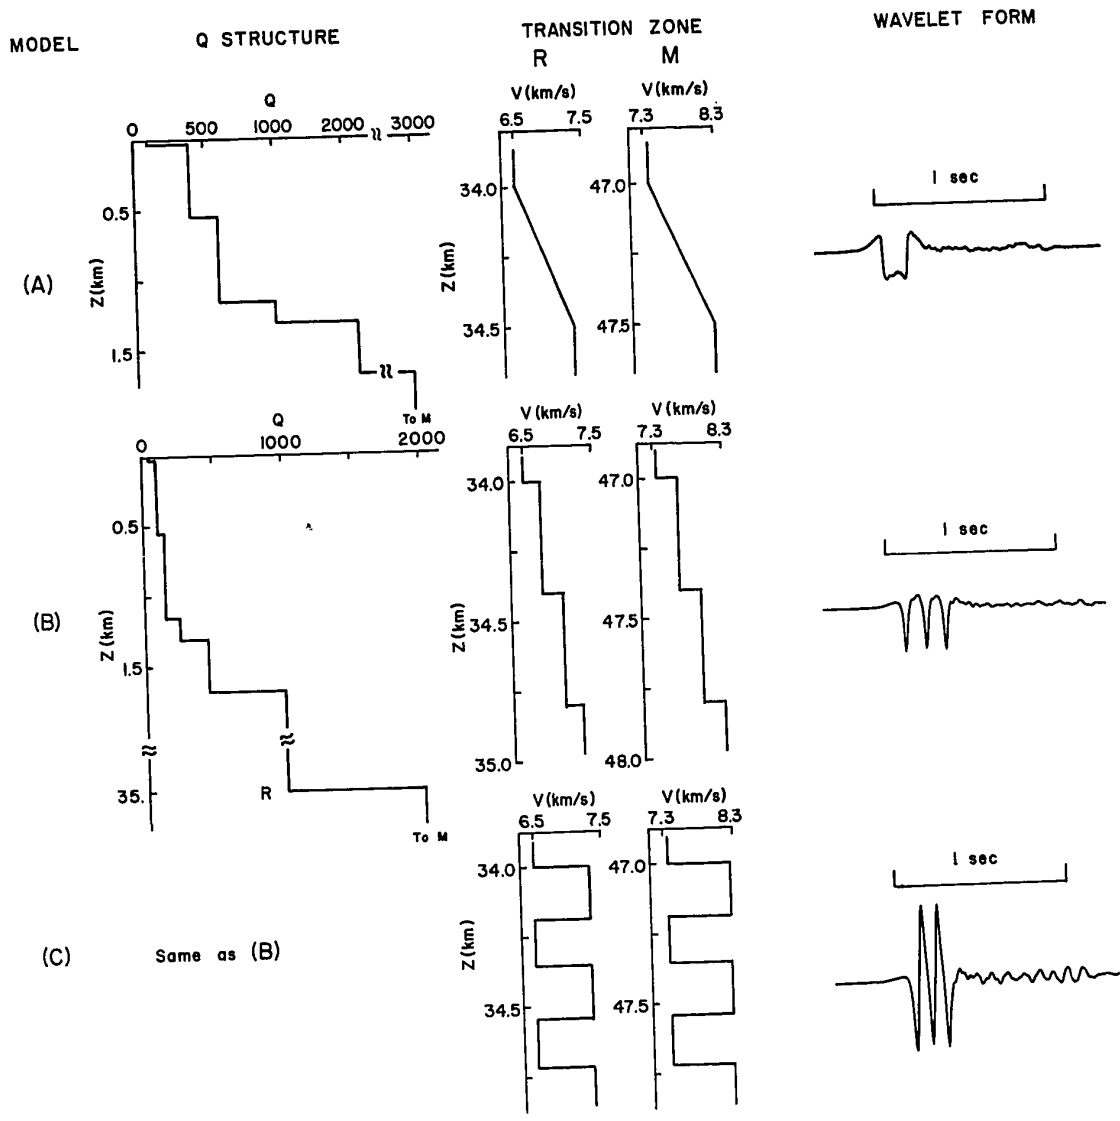 MODEL Q STRUCTURE TRANSITION ZONE WAVELET FORM
R M
Q V (km/s) V (km/s)
0 500 1000 2000 3000 6.5 7.5 7.3 8.3
0
0.5
1.5
Z (km)
(A)
To M
34.0
34.5
Z (km)
47.0
47.5
1 sec
Q V (km/s) V (km/s)
0 1000 2000 6.5 7.5 7.3 8.3
0.5
1.5
35.
Z (km)
(B)
R
To M
34.0
34.5
35.0
Z (km)
47.0
47.5
48.0
1 sec
V (km/s) V (km/s)
6.5 7.5 7.3 8.3
(C) Same as (B)
34.0
34.5
Z (km)
47.0
47.5
1 sec